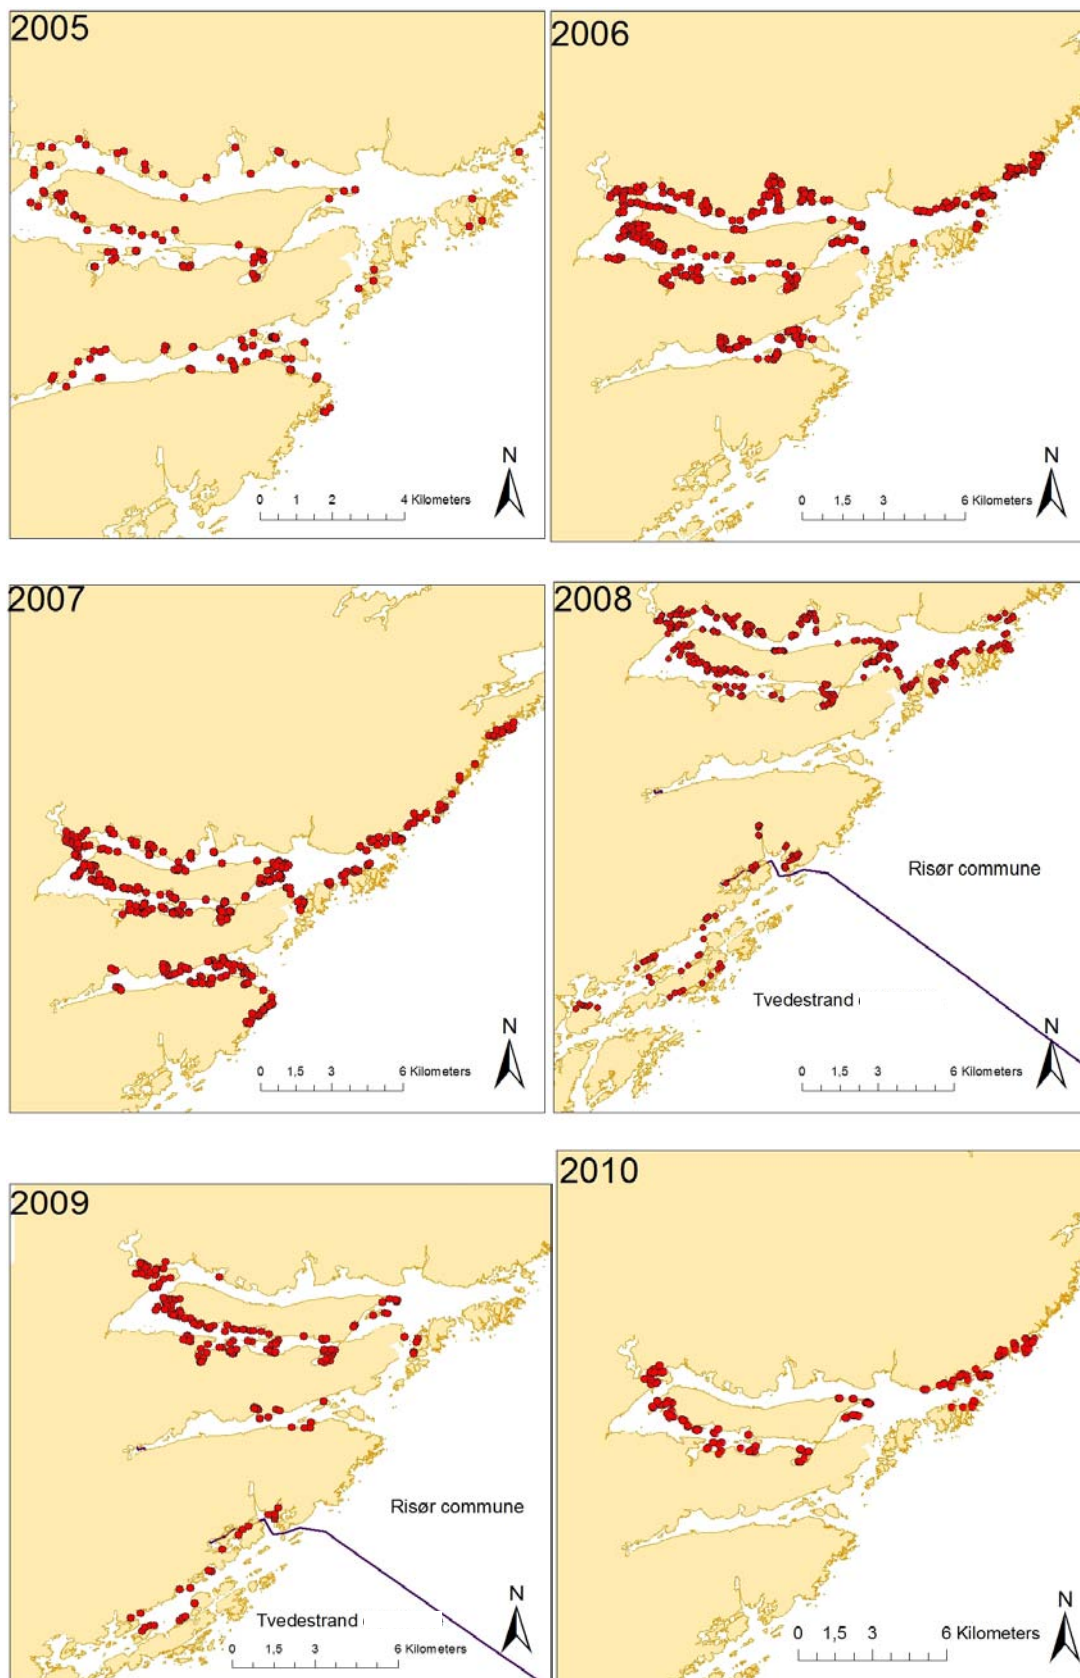 2005
N
0 1 2 4 Kilometers
2006
N
0 1,5 3 6 Kilometers
2007
N
0 1,5 3 6 Kilometers
2008
Risør commune
Tvedestrand
N
0 1,5 3 6 Kilometers
2009
Risør commune
Tvedestrand
N
0 1,5 3 6 Kilometers
2010
N
0 1,5 3 6 Kilometers